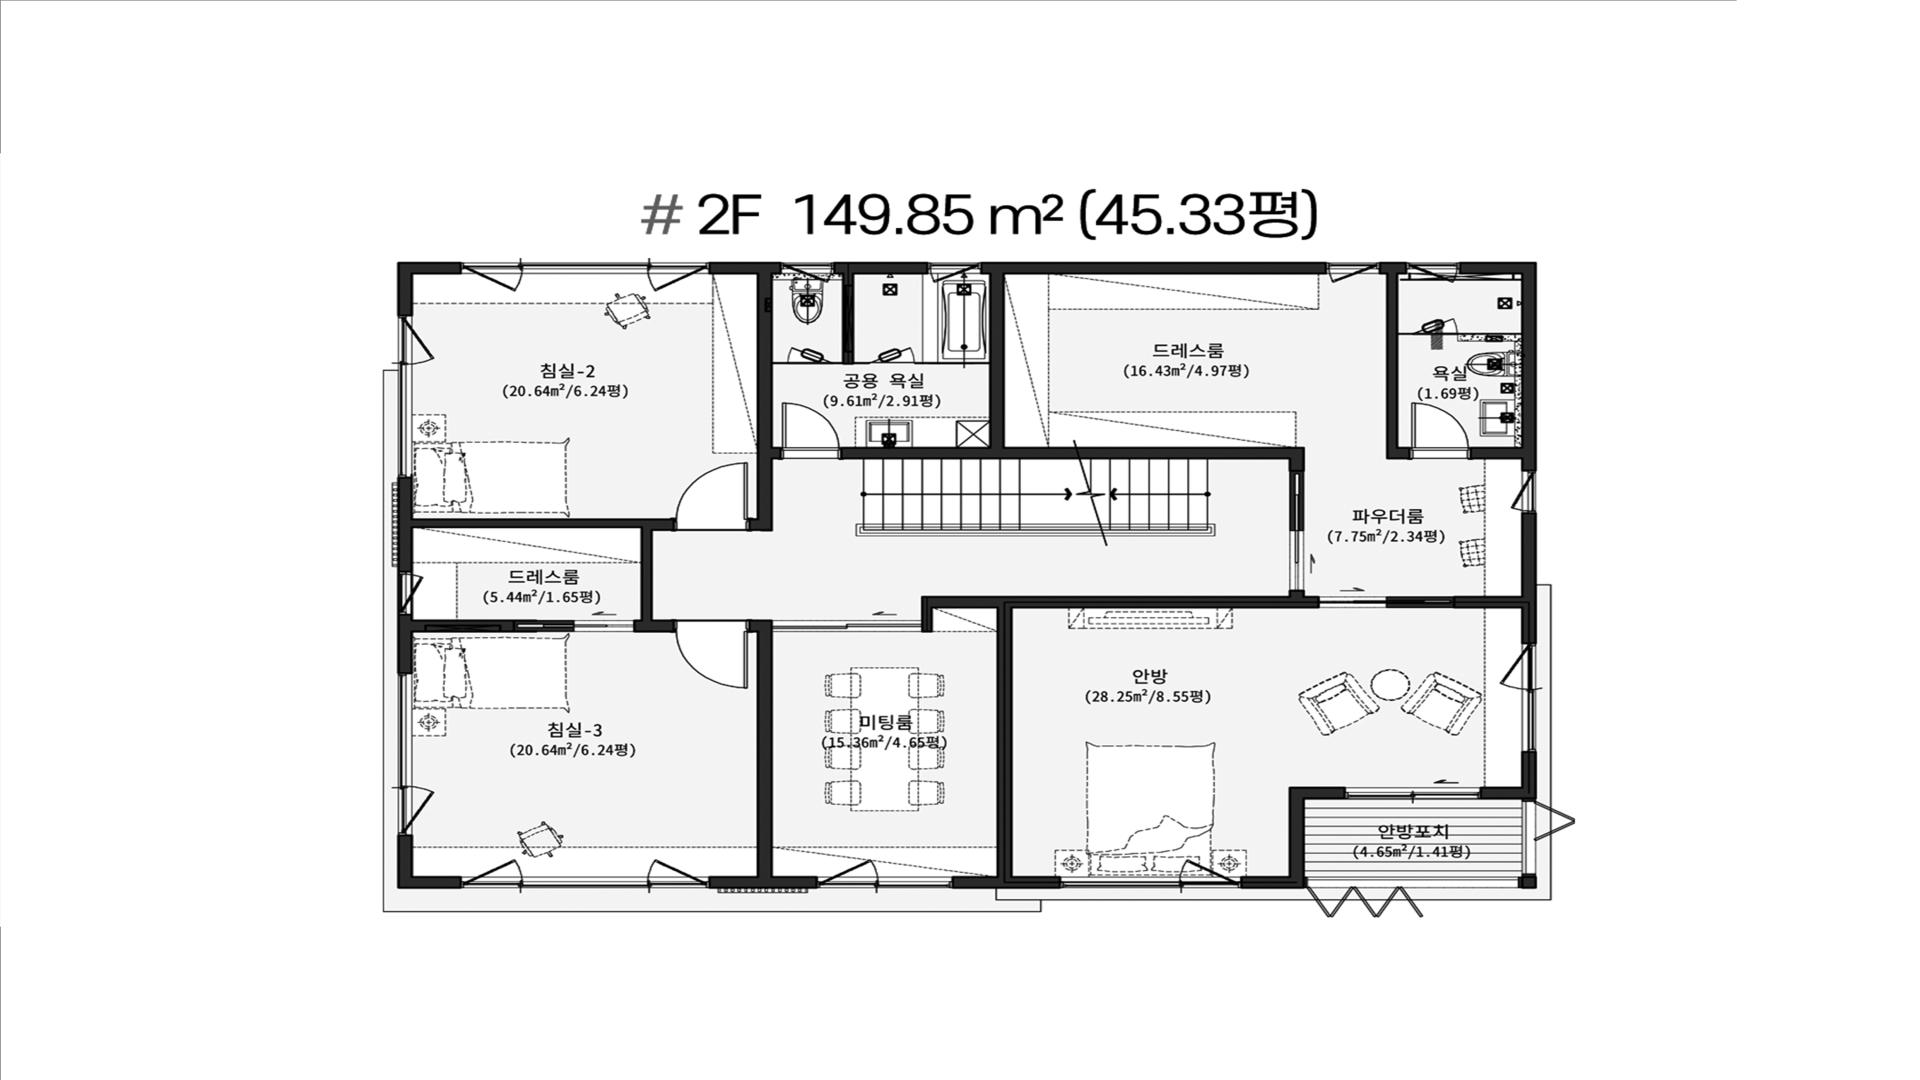 # 2F 149.85 m² (45.33평)
침실-2
(20.64m²/6.24평)
공용 욕실
(9.61m²/2.91평)
드레스룸
(16.43m²/4.97평)
욕실
(1.69평)
파우더룸
(7.75m²/2.34평)
드레스룸
(5.44m²/1.65평)
침실-3
(20.64m²/6.24평)
미팅룸
(15.36m²/4.65평)
안방
(28.25m²/8.55평)
안방포치
(4.65m²/1.41평)